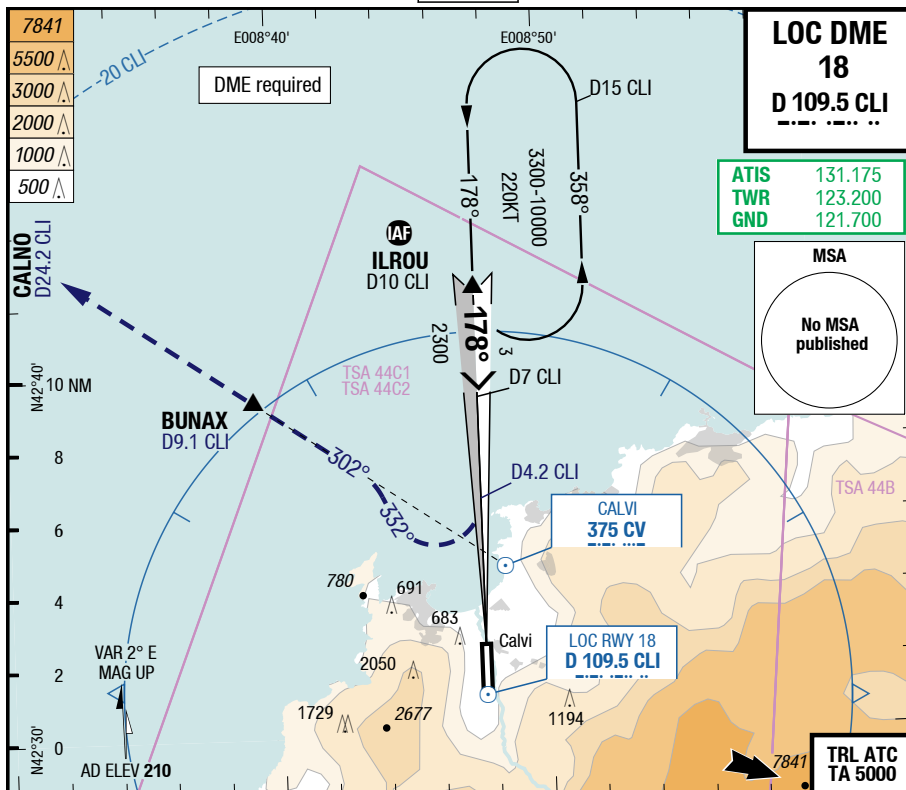 7841
5500
3000
2000
1000
500
E008°40'
E008°50'
20 CLI
DME required
D15 CLI
LOC DME
18
D 109.5 CLI
ATIS 131.175
TWR 123.200
GND 121.700
MSA
No MSA
published
178°
3300-10000
220KT
358°
IAF
ILROU
D10 CLI
CALNO
D24.2 CLI
2300
178°
3
D7 CLI
N42°40'
10 NM
TSA 44C1
TSA 44C2
BUNAX
D9.1 CLI
302°
332°
D4.2 CLI
TSA 44B
CALVI
375 CV
8
6
4
2
0
780
691
683
Calvi
LOC RWY 18
D 109.5 CLI
2050
1729
2677
1194
VAR 2° E
MAG UP
N42°30'
AD ELEV 210
7841
TRL ATC
TA 5000